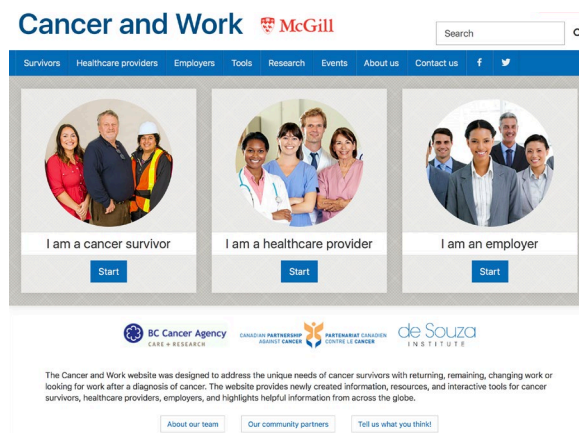 Cancer and Work McGill
Search
Survivors Healthcare providers Employers Tools Research Events About us Contact us f
I am a cancer survivor I am a healthcare provider I am an employer
Start Start Start
BC Cancer Agency
CARE + RESEARCH
CANADIAN PARTNERSHIP
AGAINST CANCER
PARTENARIAT CANADIEN
CONTRE LE CANCER
de Souza
INSTITUTE
The Cancer and Work website was designed to address the unique needs of cancer survivors with returning, remaining, changing work or
looking for work after a diagnosis of cancer. The website provides newly created information, resources, and interactive tools for cancer
survivors, healthcare providers, employers, and highlights helpful information from across the globe.
About our team Our community partners Tell us what you think!